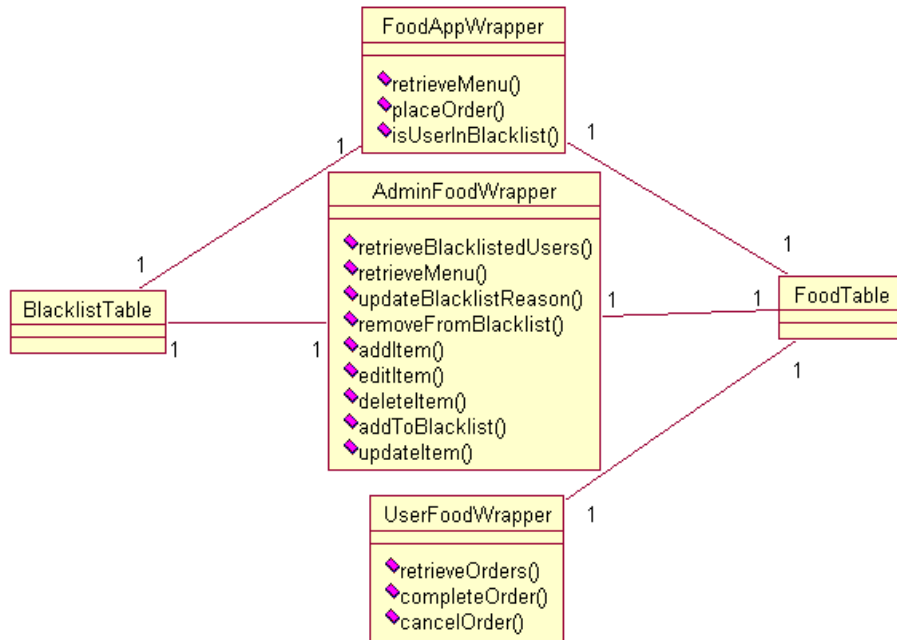 FoodAppWrapper
retrieveMenu()
placeOrder()
isUserInBlacklist()
1
1
AdminFoodWrapper
retrieveBlacklistedUsers()
retrieveMenu()
updateBlacklistReason()
removeFromBlacklist()
addItem()
editItem()
deleteItem()
addToBlacklist()
updateItem()
1
1
BlacklistTable
1
1
1
1
FoodTable
1
1
UserFoodWrapper
retrieveOrders()
completeOrder()
cancelOrder()